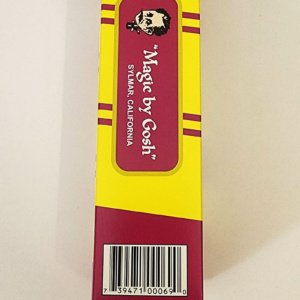 "Magic by Gosh"
SYLMAR, CALIFORNIA
7 39471 00069 0